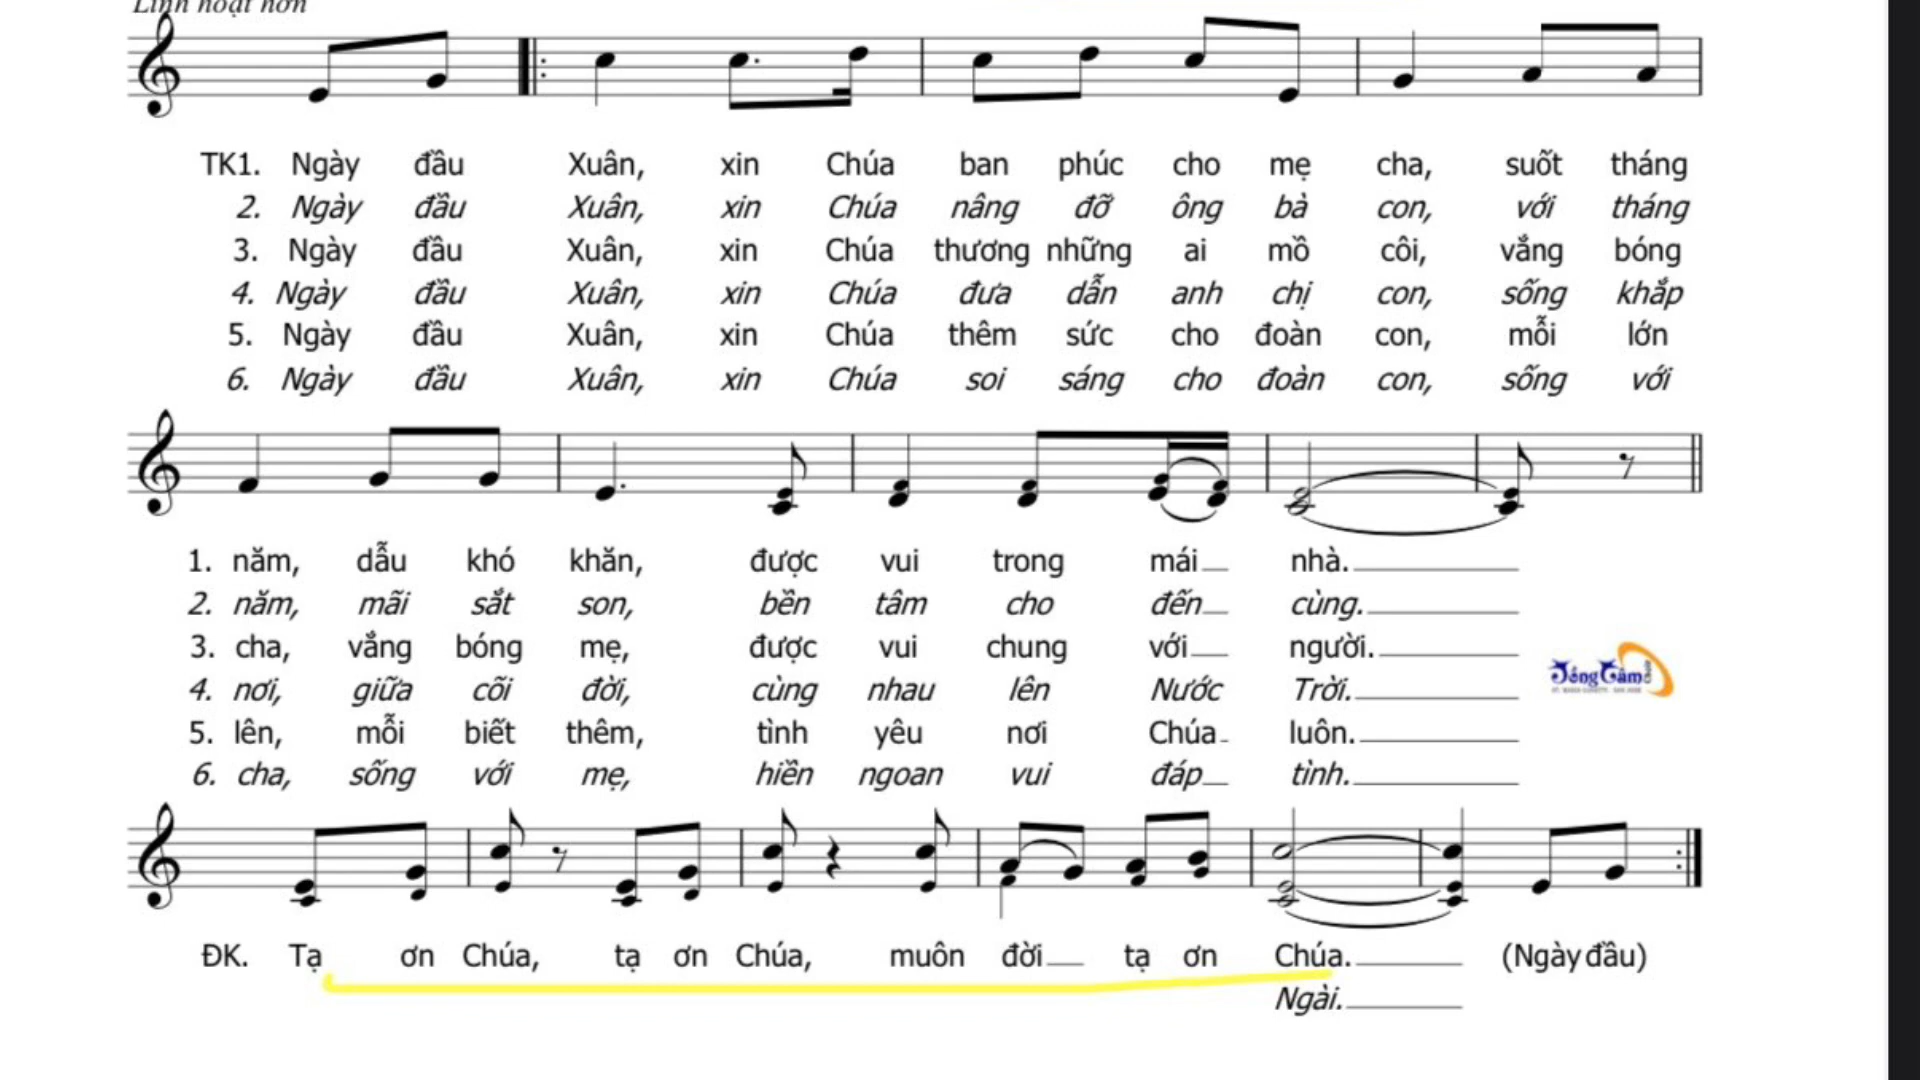 Linh hoạt hơn
TK1. Ngày đầu Xuân, xin Chúa ban phúc cho mẹ cha, suốt tháng
2. Ngày đầu Xuân, xin Chúa nâng đỡ ông bà con, với tháng
3. Ngày đầu Xuân, xin Chúa thương những ai mồ côi, vắng bóng
4. Ngày đầu Xuân, xin Chúa đưa dẫn anh chị con, sống khắp
5. Ngày đầu Xuân, xin Chúa thêm sức cho đoàn con, mỗi lớn
6. Ngày đầu Xuân, xin Chúa soi sáng cho đoàn con, sống với
1. năm, dẫu khó khăn, được vui trong mái nhà.
2. năm, mãi sắt son, bền tâm cho đến cùng.
3. cha, vắng bóng mẹ, được vui chung với người.
4. nơi, giữa cõi đời, cùng nhau lên Nước Trời.
5. lên, mỗi biết thêm, tình yêu nơi Chúa luôn.
6. cha, sống với mẹ, hiền ngoan vui đáp tình.
ĐK. Tạ ơn Chúa, tạ ơn Chúa, muôn đời tạ ơn Chúa. (Ngày đầu)
Ngài.